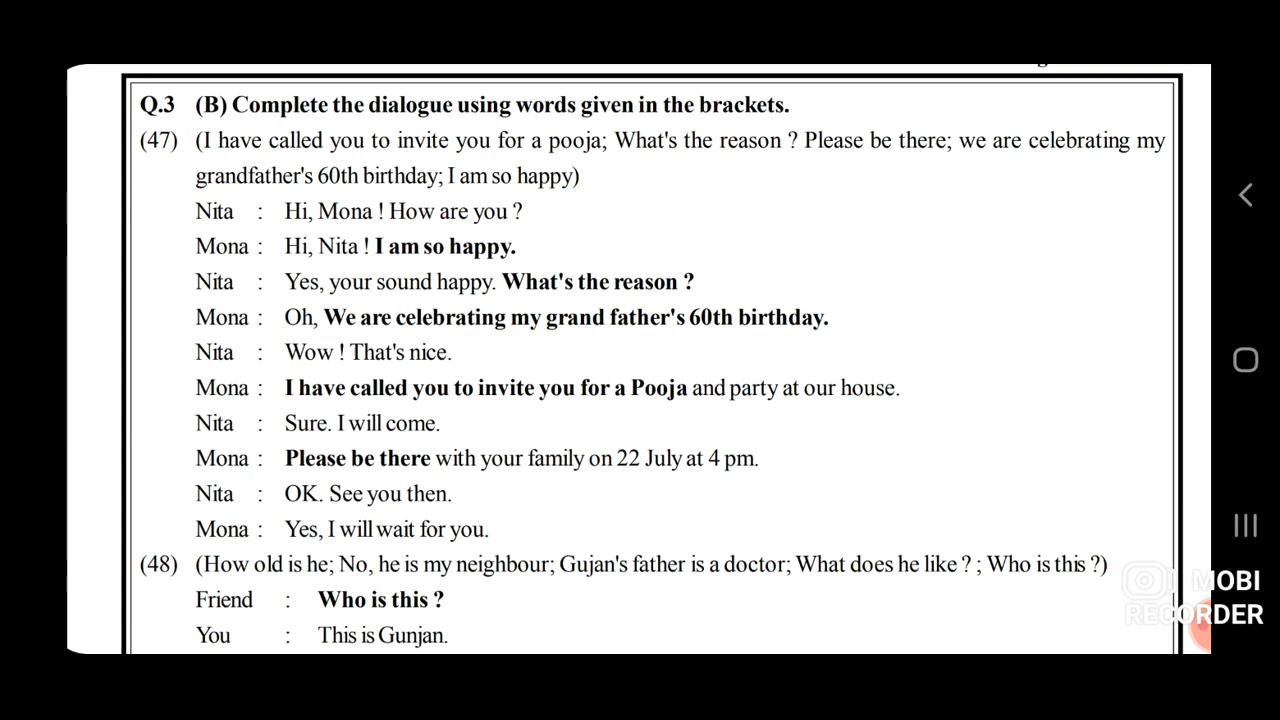 Q.3 (B) Complete the dialogue using words given in the brackets.
(47) (I have called you to invite you for a pooja; What's the reason ? Please be there; we are celebrating my
grandfather's 60th birthday; I am so happy)
Nita : Hi, Mona ! How are you ?
Mona : Hi, Nita ! I am so happy.
Nita : Yes, your sound happy. What's the reason ?
Mona : Oh, We are celebrating my grand father's 60th birthday.
Nita : Wow ! That's nice.
Mona : I have called you to invite you for a Pooja and party at our house.
Nita : Sure. I will come.
Mona : Please be there with your family on 22 July at 4 pm.
Nita : OK. See you then.
Mona : Yes, I will wait for you.
(48) (How old is he; No, he is my neighbour; Gujan's father is a doctor; What does he like ? ; Who is this ?)
Friend : Who is this ?
You : This is Gunjan.
MOBI
RECORDER